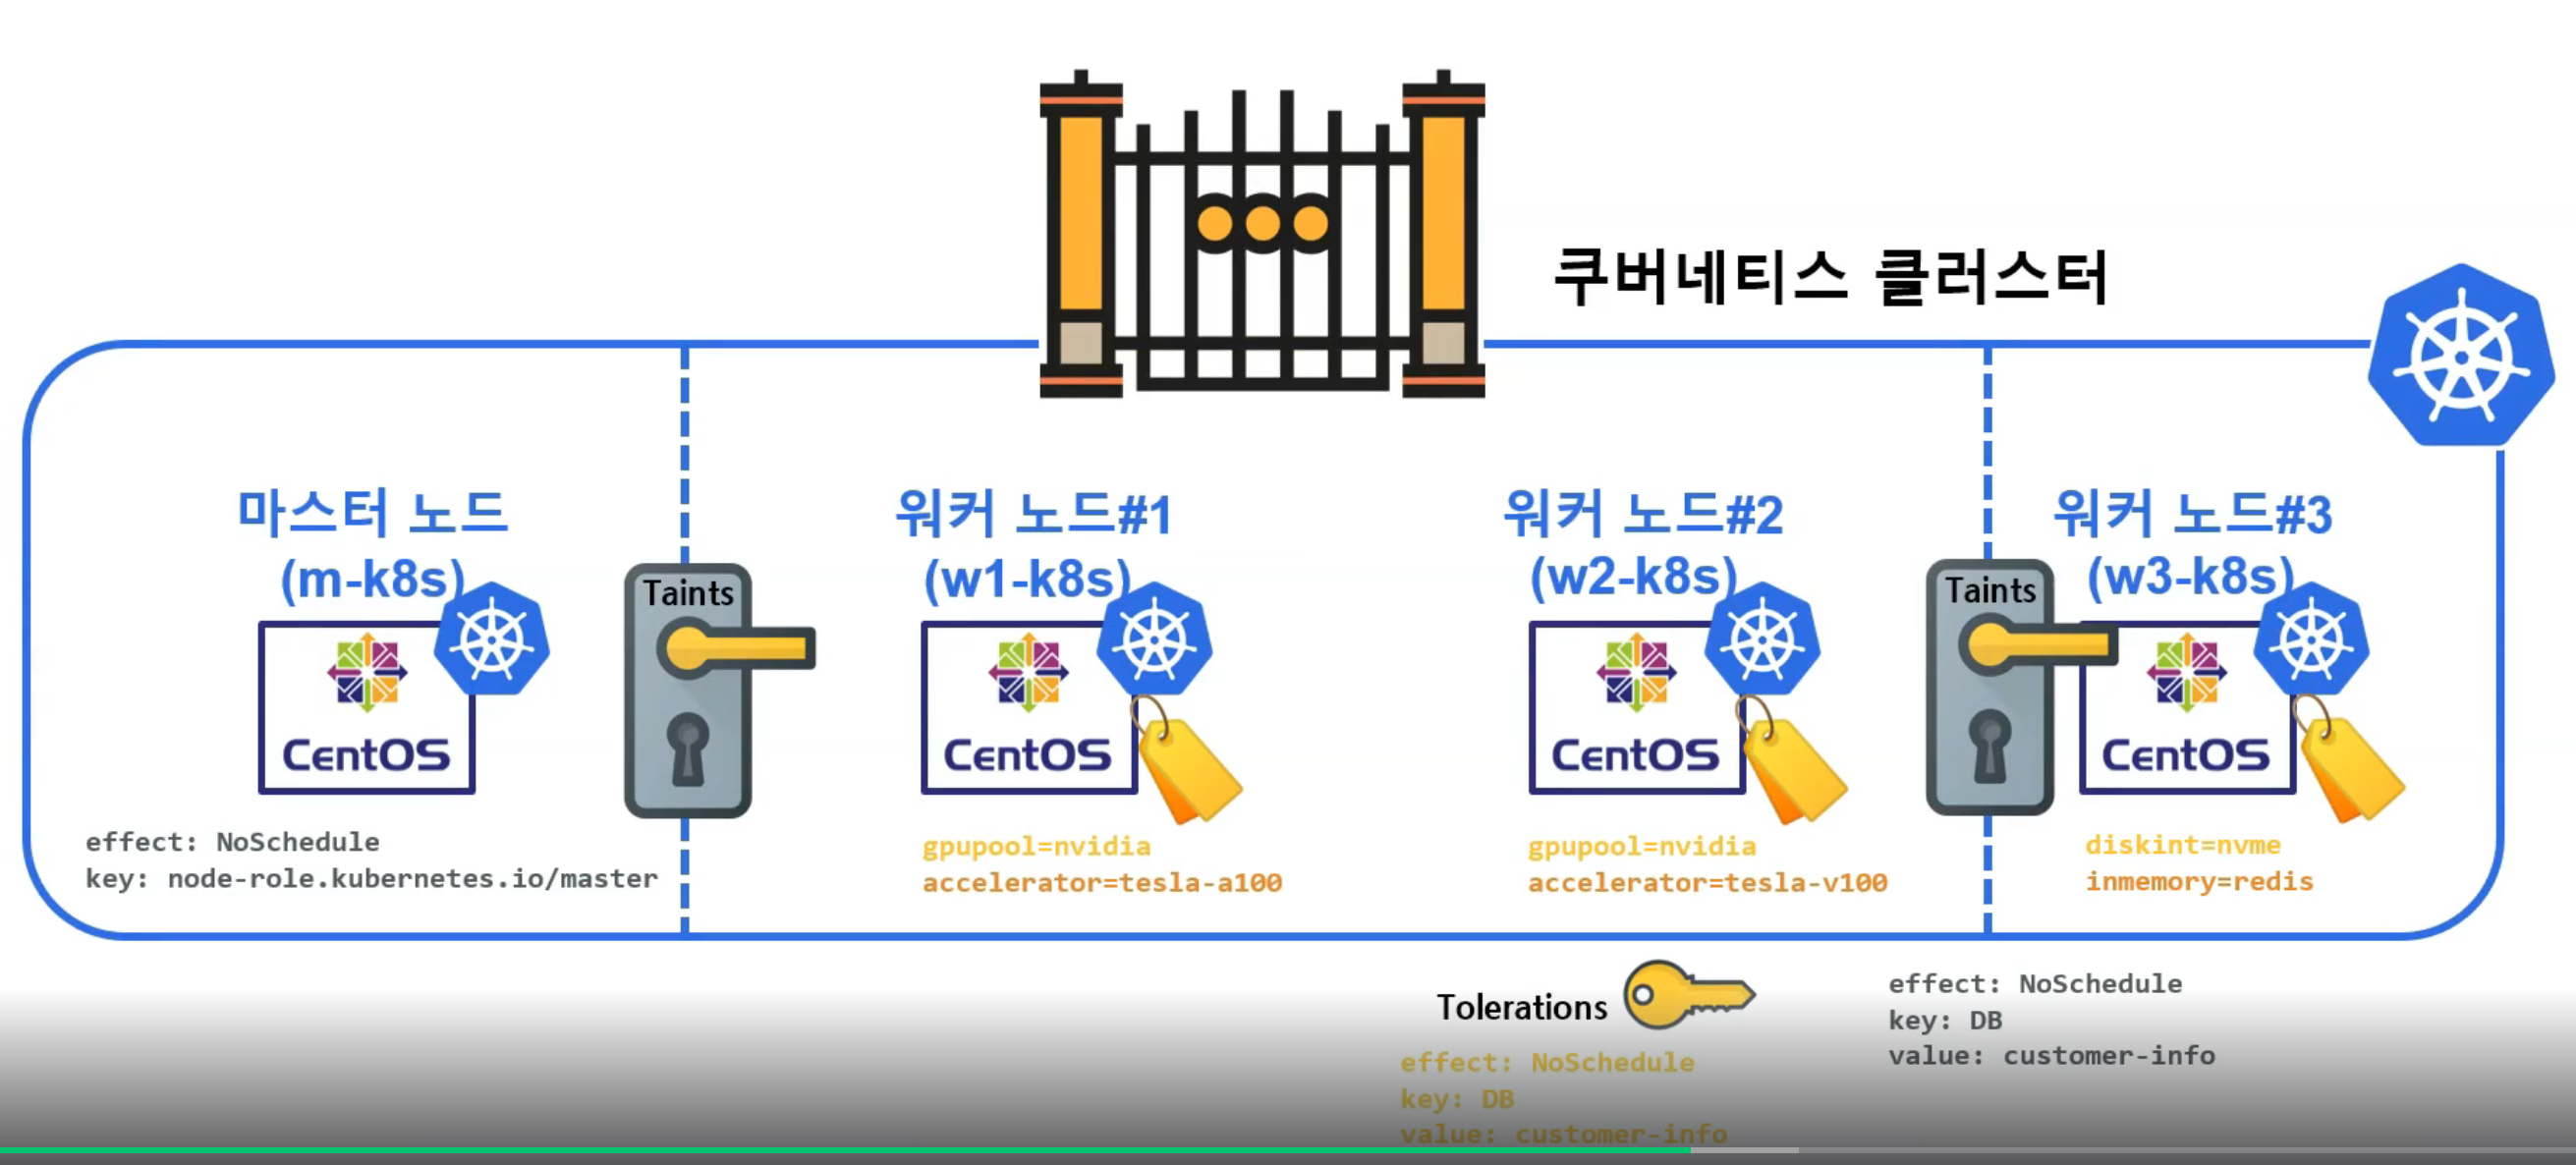 쿠버네티스 클러스터
마스터 노드
(m-k8s)
CentOS
effect: NoSchedule
key: node-role.kubernetes.io/master
Taints
워커 노드#1
(w1-k8s)
CentOS
gpupool=nvidia
accelerator=tesla-a100
워커 노드#2
(w2-k8s)
CentOS
gpupool=nvidia
accelerator=tesla-v100
Taints
워커 노드#3
(w3-k8s)
CentOS
diskint=nvme
inmemory=redis
Tolerations
effect: NoSchedule
key: DB
value: customer-info
effect: NoSchedule
key: DB
value: customer-info